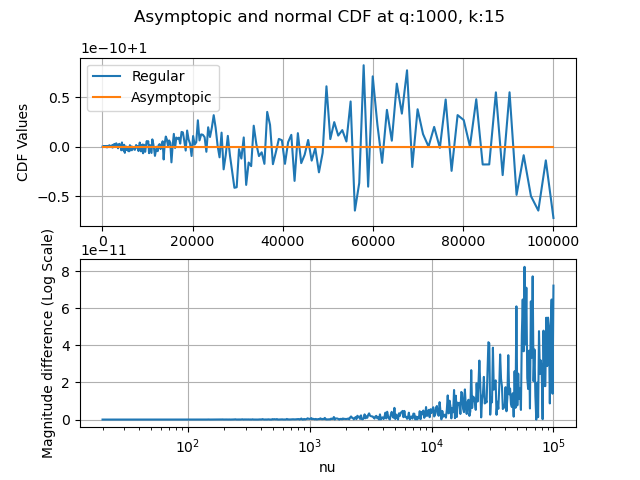 Asymptopic and normal CDF at q:1000, k:15
1e−10+1
Regular
Asymptopic
CDF Values
0.5
0.0
−0.5
0 20000 40000 60000 80000 100000
1e−11
Magnitude difference (Log Scale)
8
6
4
2
0
10² 10³ 10⁴ 10⁵
nu